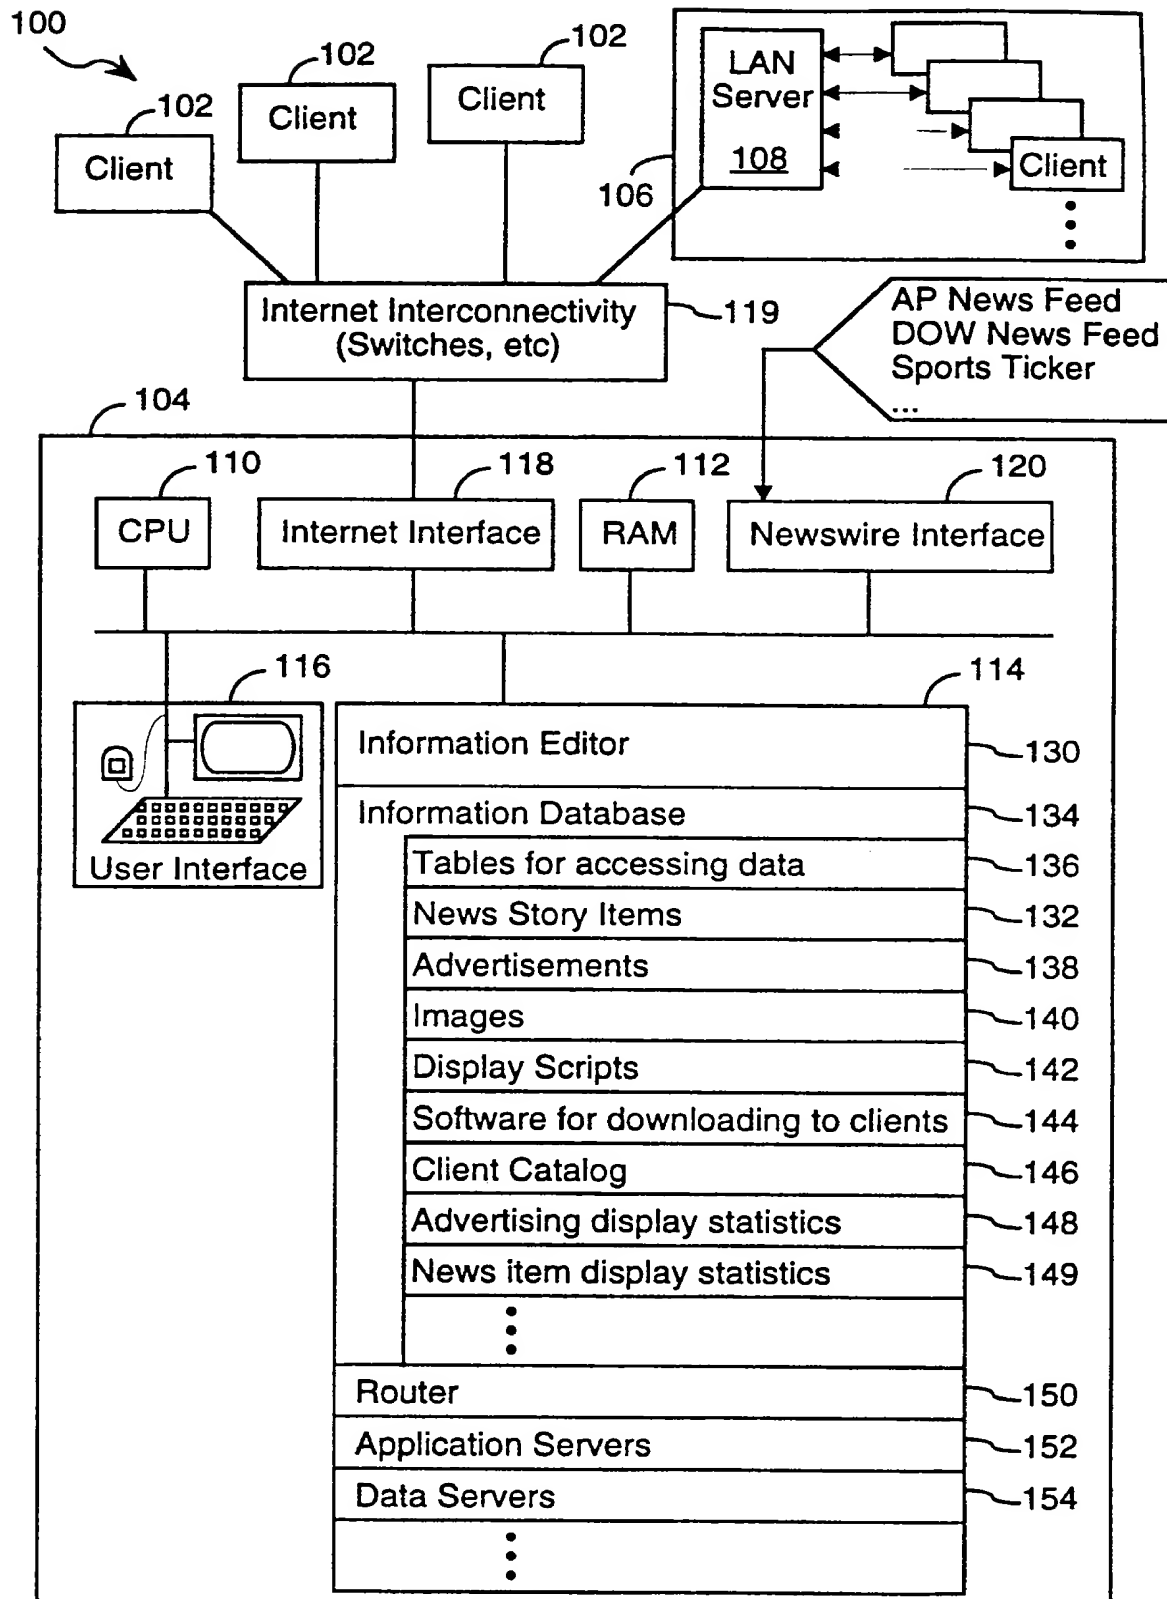 100
102
Client
102
Client
102
Client
LAN
Server
108
106
Client
Internet Interconnectivity
(Switches, etc)
119
AP News Feed
DOW News Feed
Sports Ticker
...
104
110
CPU
118
Internet Interface
112
RAM
120
Newswire Interface
116
User Interface
114
Information Editor
130
Information Database
134
Tables for accessing data
136
News Story Items
132
Advertisements
138
Images
140
Display Scripts
142
Software for downloading to clients
144
Client Catalog
146
Advertising display statistics
148
News item display statistics
149
Router
150
Application Servers
152
Data Servers
154